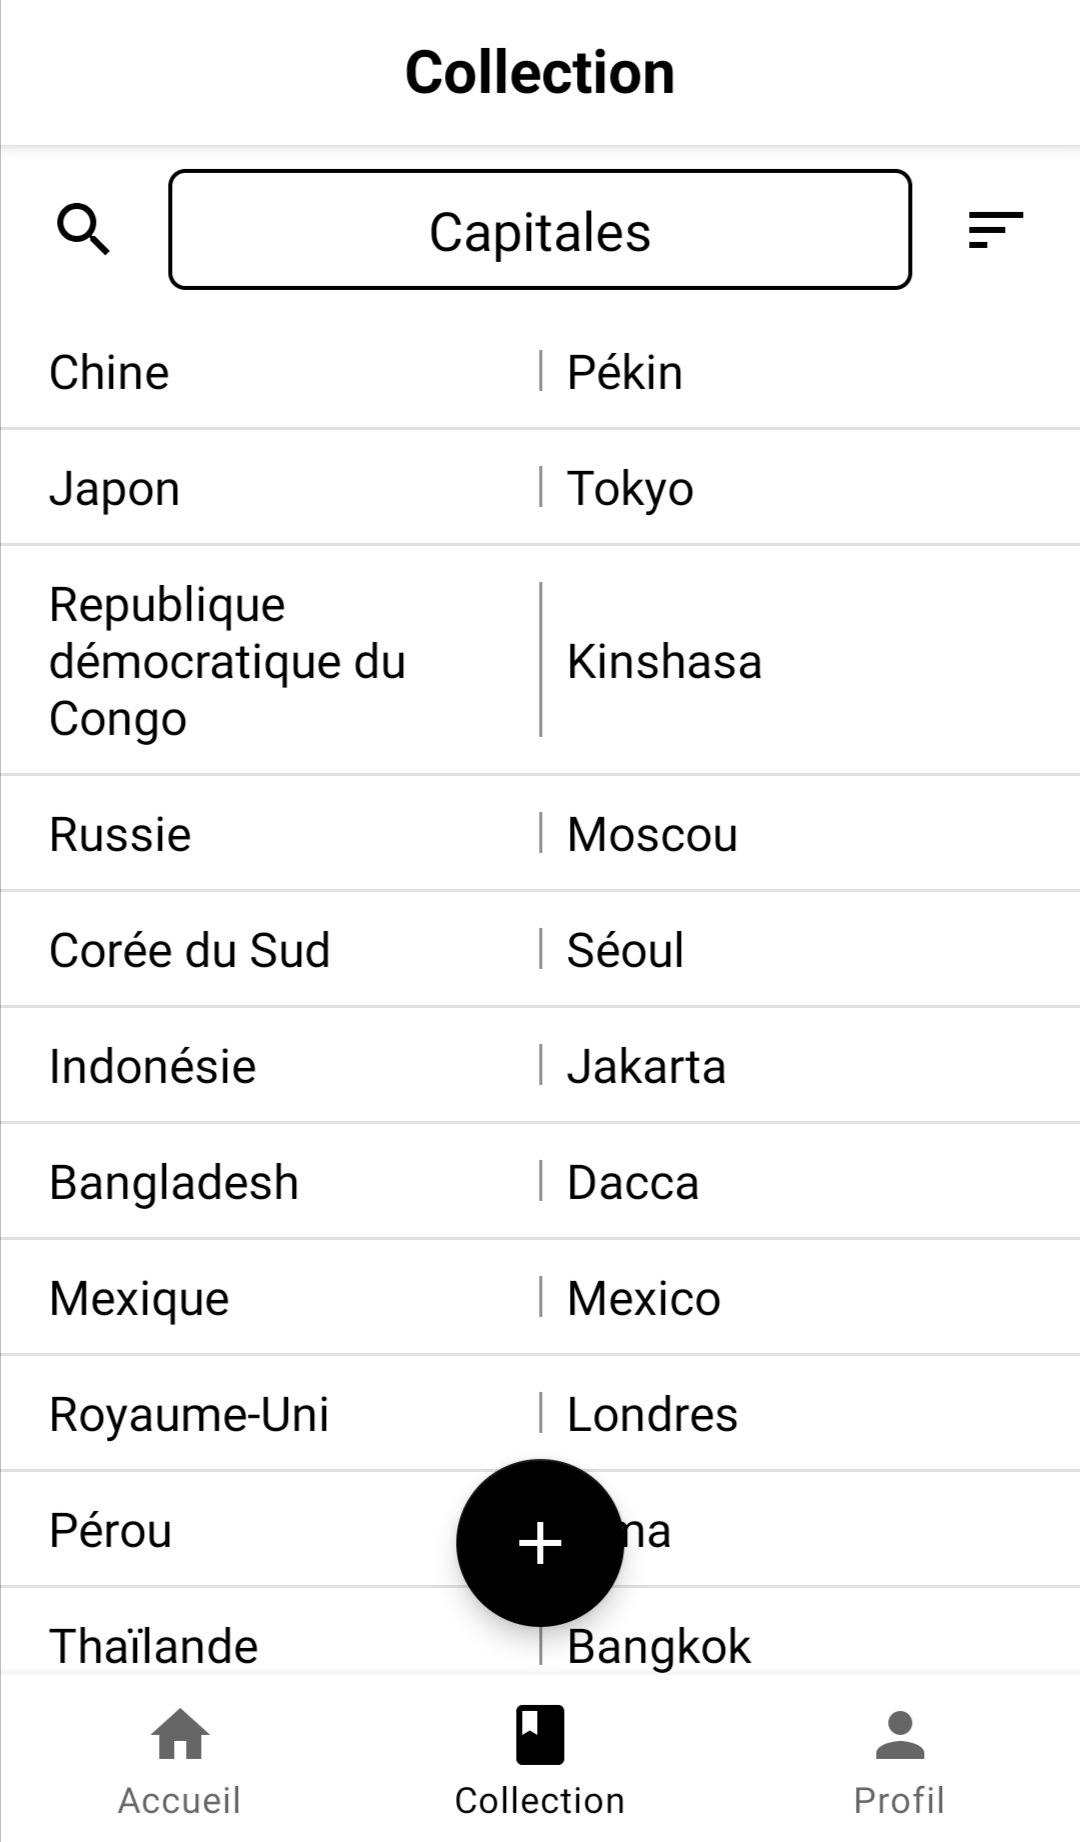 Collection
Capitales
Chine Pékin
Japon Tokyo
Republique
démocratique du Kinshasa
Congo
Russie Moscou
Corée du Sud Séoul
Indonésie Jakarta
Bangladesh Dacca
Mexique Mexico
Royaume-Uni Londres
Pérou
Thaïlande Bangkok
Accueil Collection Profil